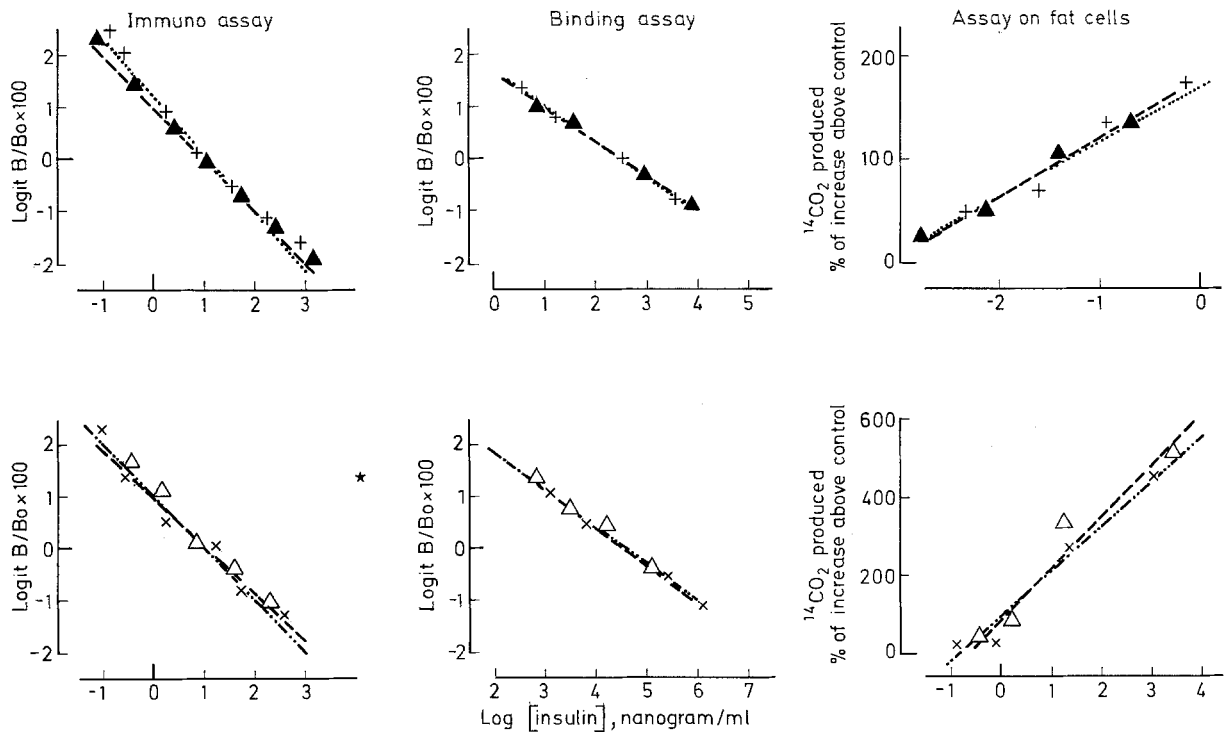 Immuno assay
Binding assay
Assay on fat cells
Logit B/Bo×100
2
1
0
-1
-2
-1 0 1 2 3
Logit B/Bo×100
2
1
0
-1
-2
0 1 2 3 4 5
¹⁴CO₂ produced
% of increase above control
200
100
0
-2 -1 0
Logit B/Bo×100
2
1
0
-1
-2
-1 0 1 2 3
Logit B/Bo×100
2
1
0
-1
-2
2 3 4 5 6 7
¹⁴CO₂ produced
% of increase above control
600
400
200
0
-1 0 1 2 3 4
Log [insulin], nanogram/ml